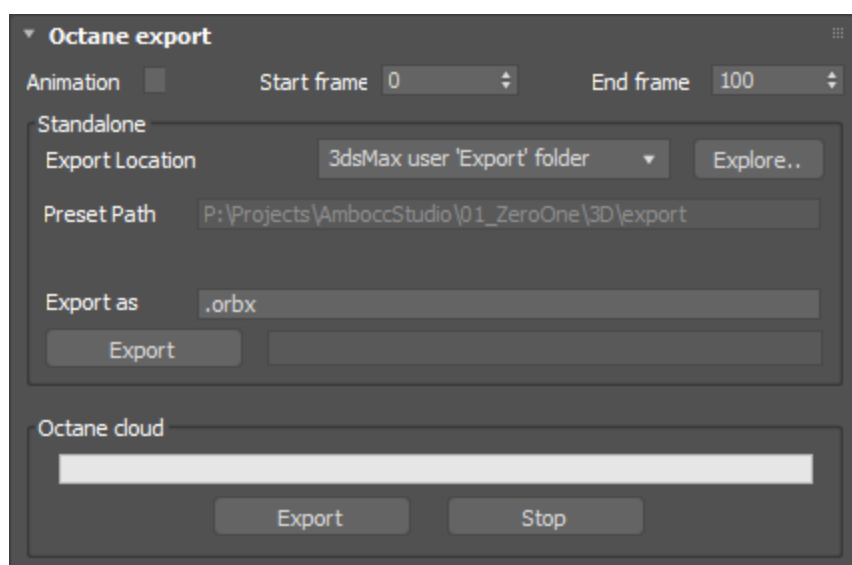 Octane export
Animation Start frame 0 End frame 100
Standalone
Export Location 3dsMax user 'Export' folder Explore..
Preset Path P:\Projects\AmboccStudio\01_ZeroOne\3D\export
Export as .orbx
Export
Octane cloud
Export Stop